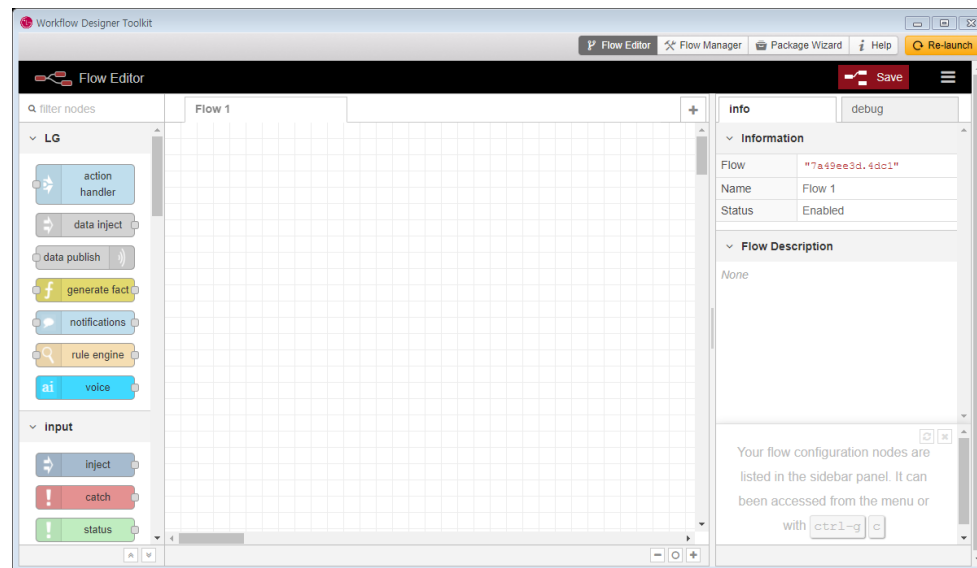 Workflow Designer Toolkit
Flow Editor Flow Manager Package Wizard i Help Re-launch
Flow Editor
Save
filter nodes
Flow 1
info debug
LG
action
handler
data inject
data publish
generate fact
notifications
rule engine
ai voice
input
inject
catch
status
Information
Flow "7a49ee3d.4dc1"
Name Flow 1
Status Enabled
Flow Description
None
Your flow configuration nodes are
listed in the sidebar panel. It can
been accessed from the menu or
with ctrl-g c